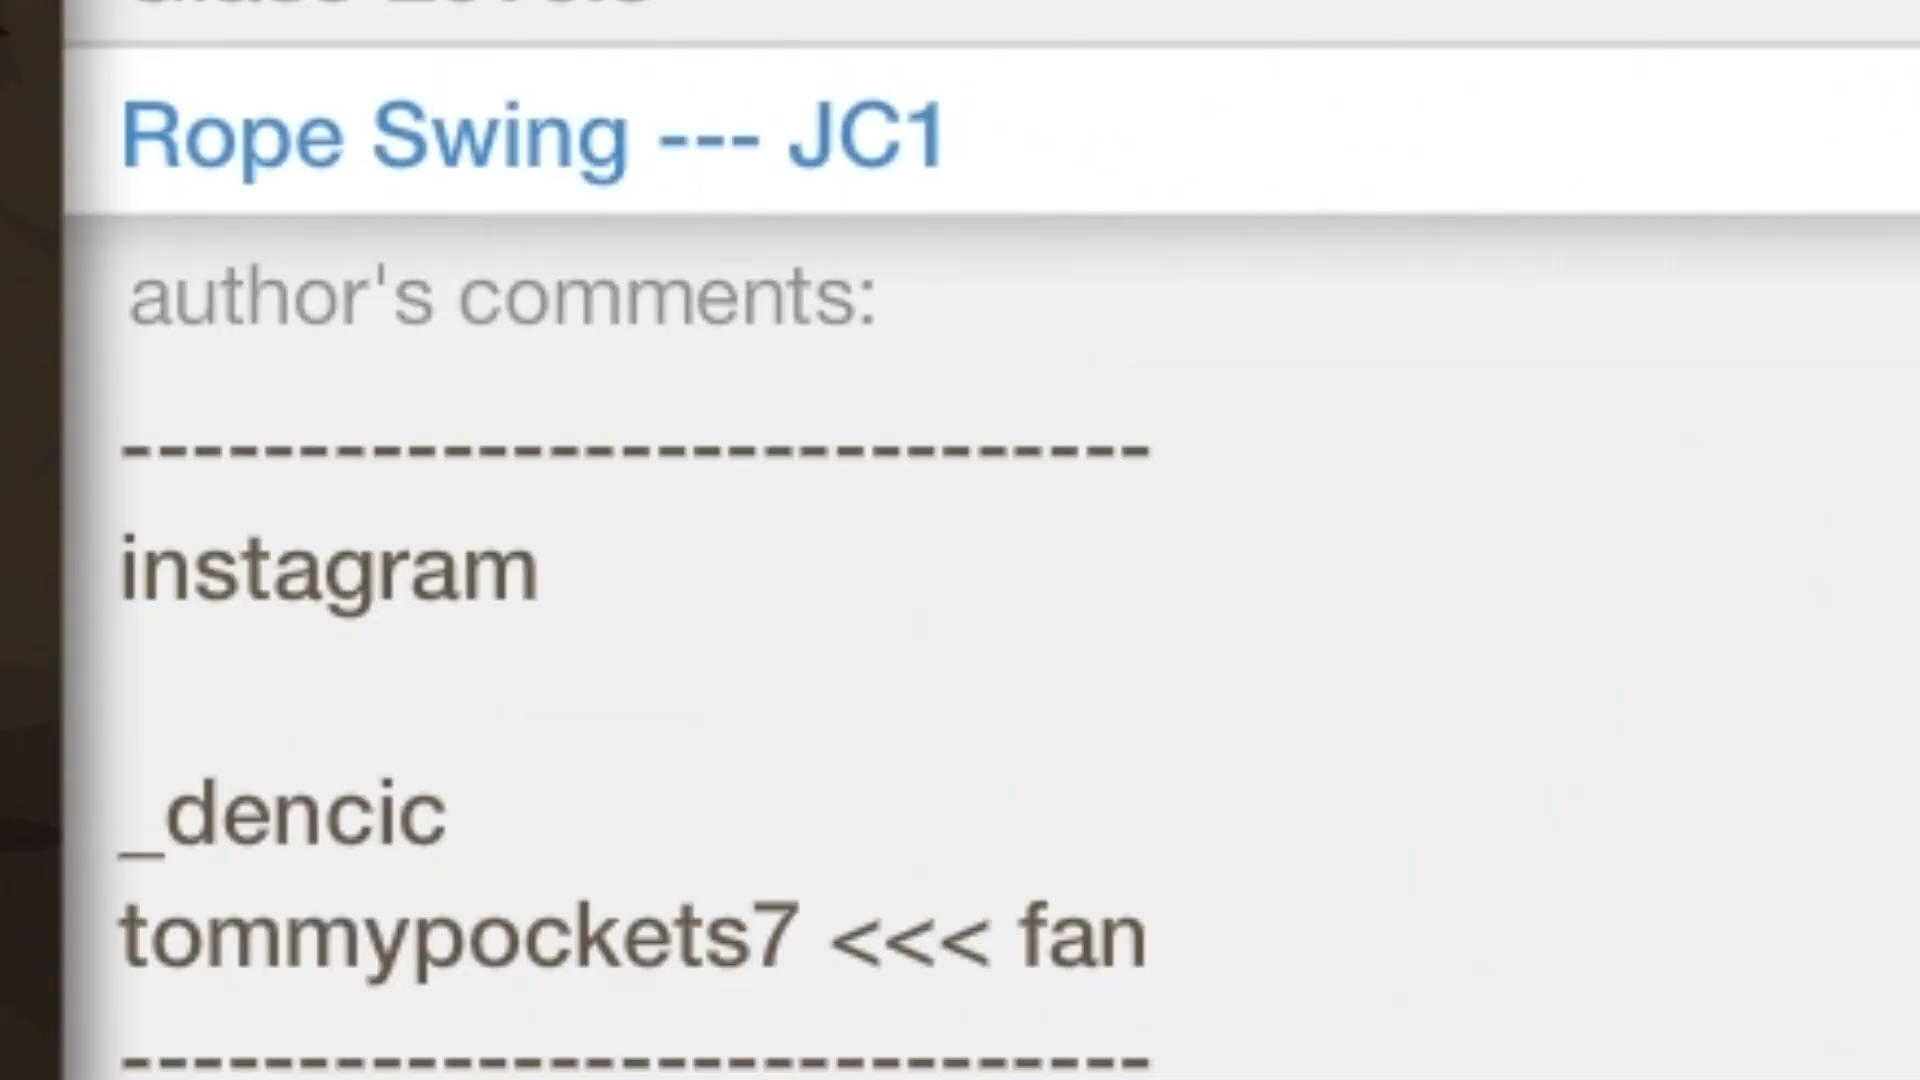 Rope Swing --- JC1
author's comments:
-----------------------------
instagram
_dencic
tommypockets7 <<< fan
-----------------------------